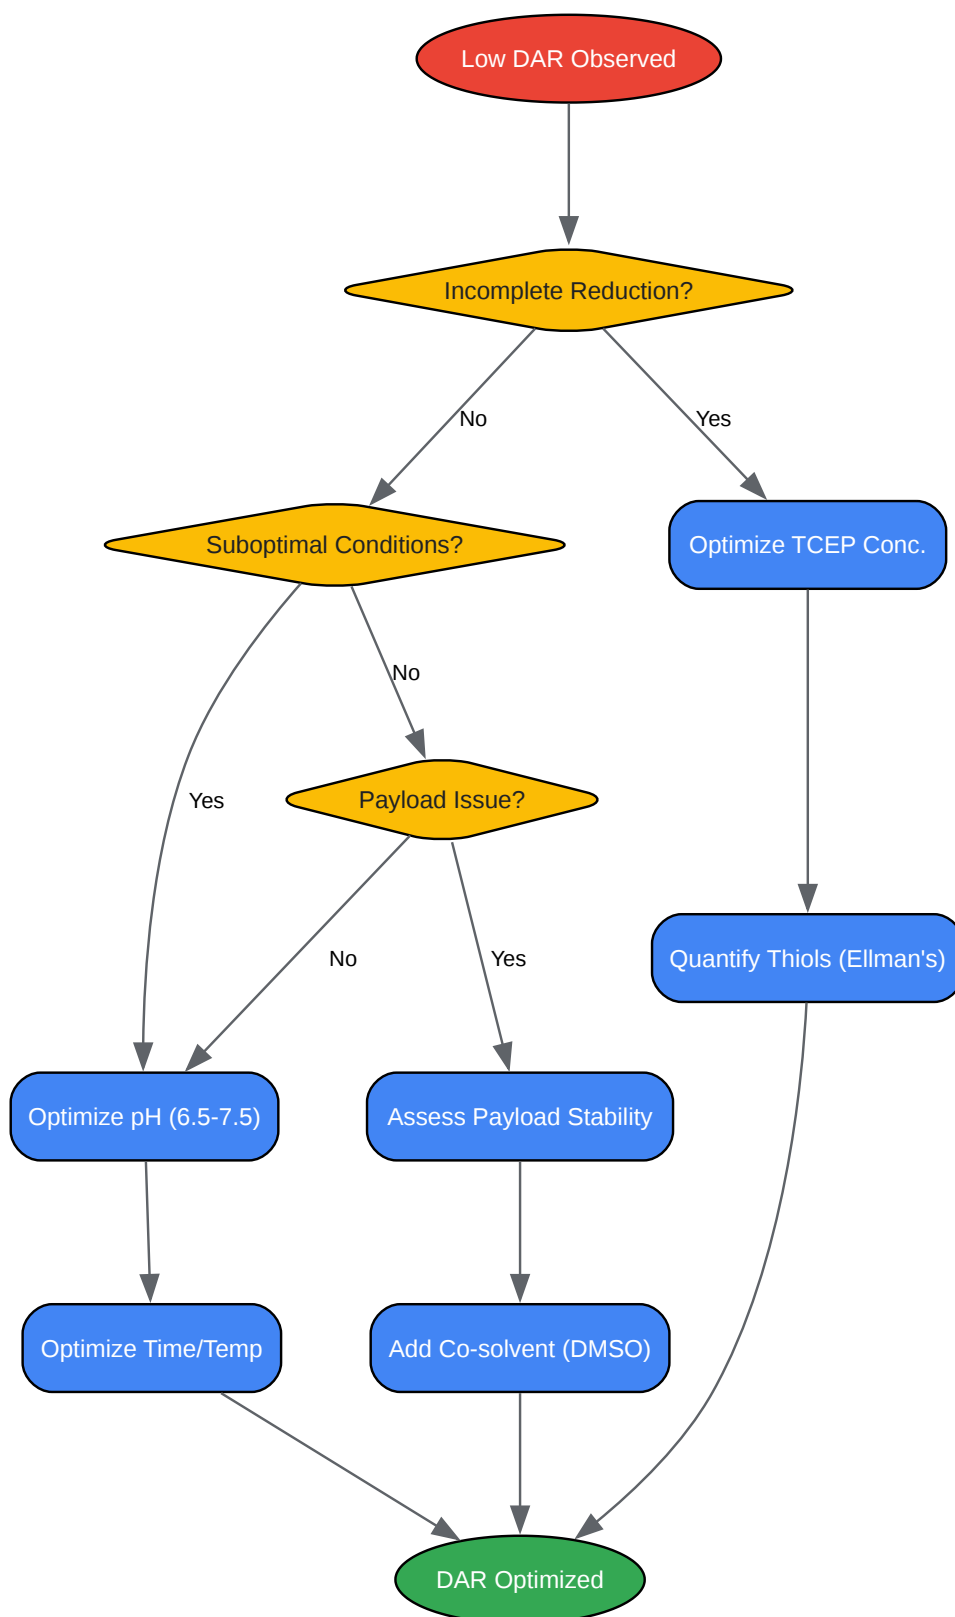 Low DAR Observed
Incomplete Reduction?
No
Yes
Suboptimal Conditions?
Optimize TCEP Conc.
No
Yes
Payload Issue?
No
Yes
Quantify Thiols (Ellman's)
Optimize pH (6.5-7.5)
Assess Payload Stability
Optimize Time/Temp
Add Co-solvent (DMSO)
DAR Optimized